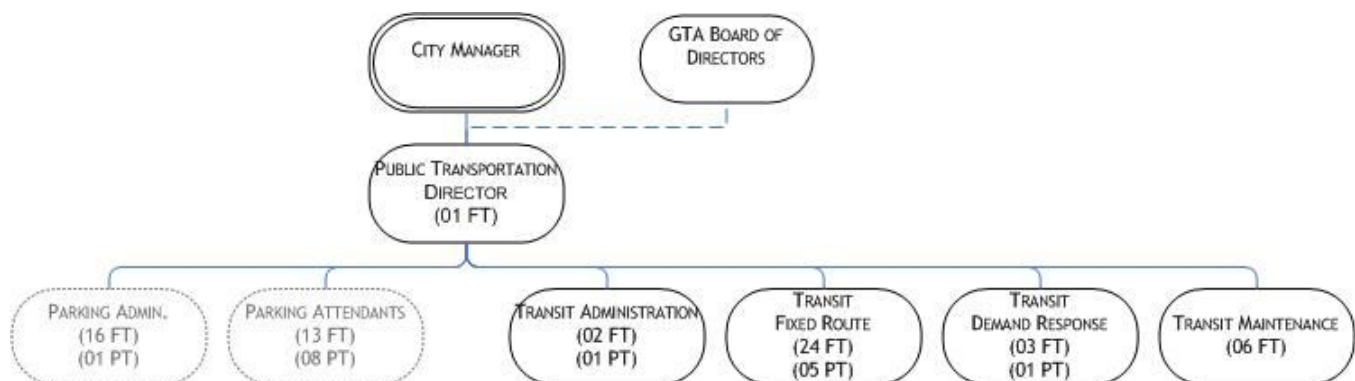 CITY MANAGER
GTA BOARD OF
DIRECTORS
PUBLIC TRANSPORTATION
DIRECTOR
(01 FT)
PARKING ADMIN.
(16 FT)
(01 PT)
PARKING ATTENDANTS
(13 FT)
(08 PT)
TRANSIT ADMINISTRATION
(02 FT)
(01 PT)
TRANSIT
FIXED ROUTE
(24 FT)
(05 PT)
TRANSIT
DEMAND RESPONSE
(03 FT)
(01 PT)
TRANSIT MAINTENANCE
(06 FT)